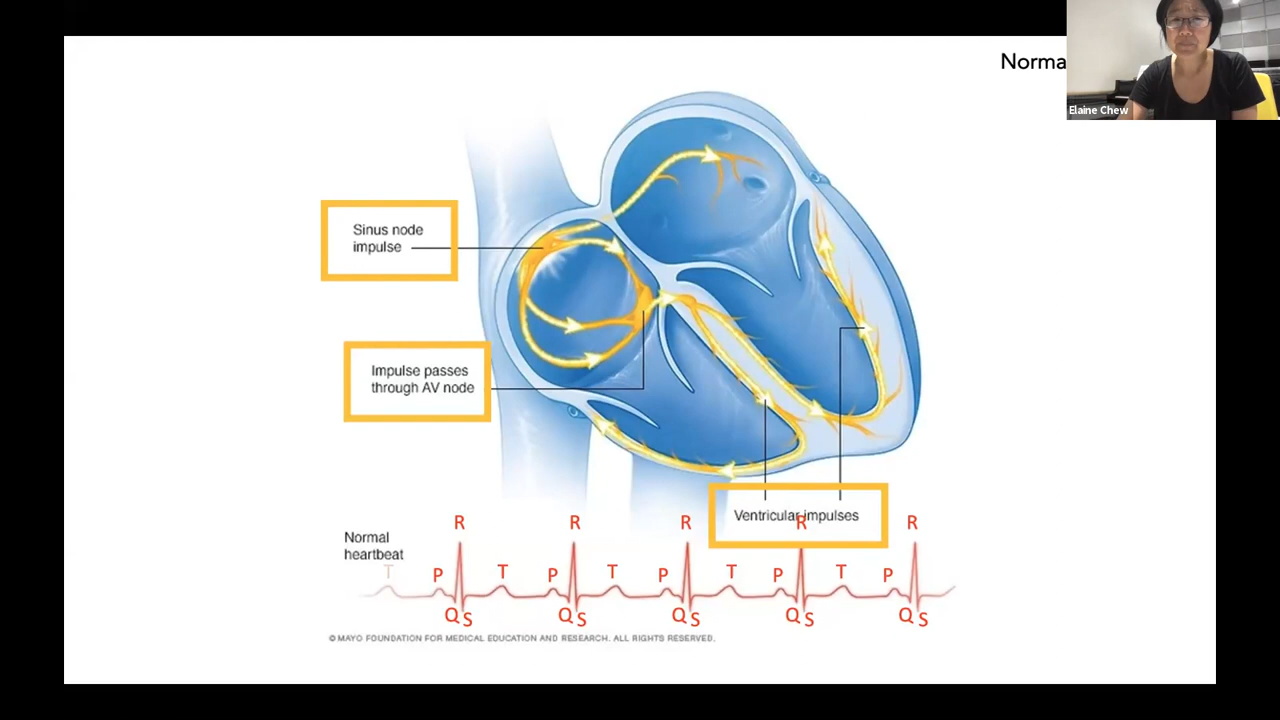 Norma
Elaine Chew
Sinus node
impulse
Impulse passes
through AV node
Ventricular impulses
R R R R R
Normal
heartbeat
T P T P T P T P T P
Q S Q S Q S Q S Q S
© MAYO FOUNDATION FOR MEDICAL EDUCATION AND RESEARCH. ALL RIGHTS RESERVED.